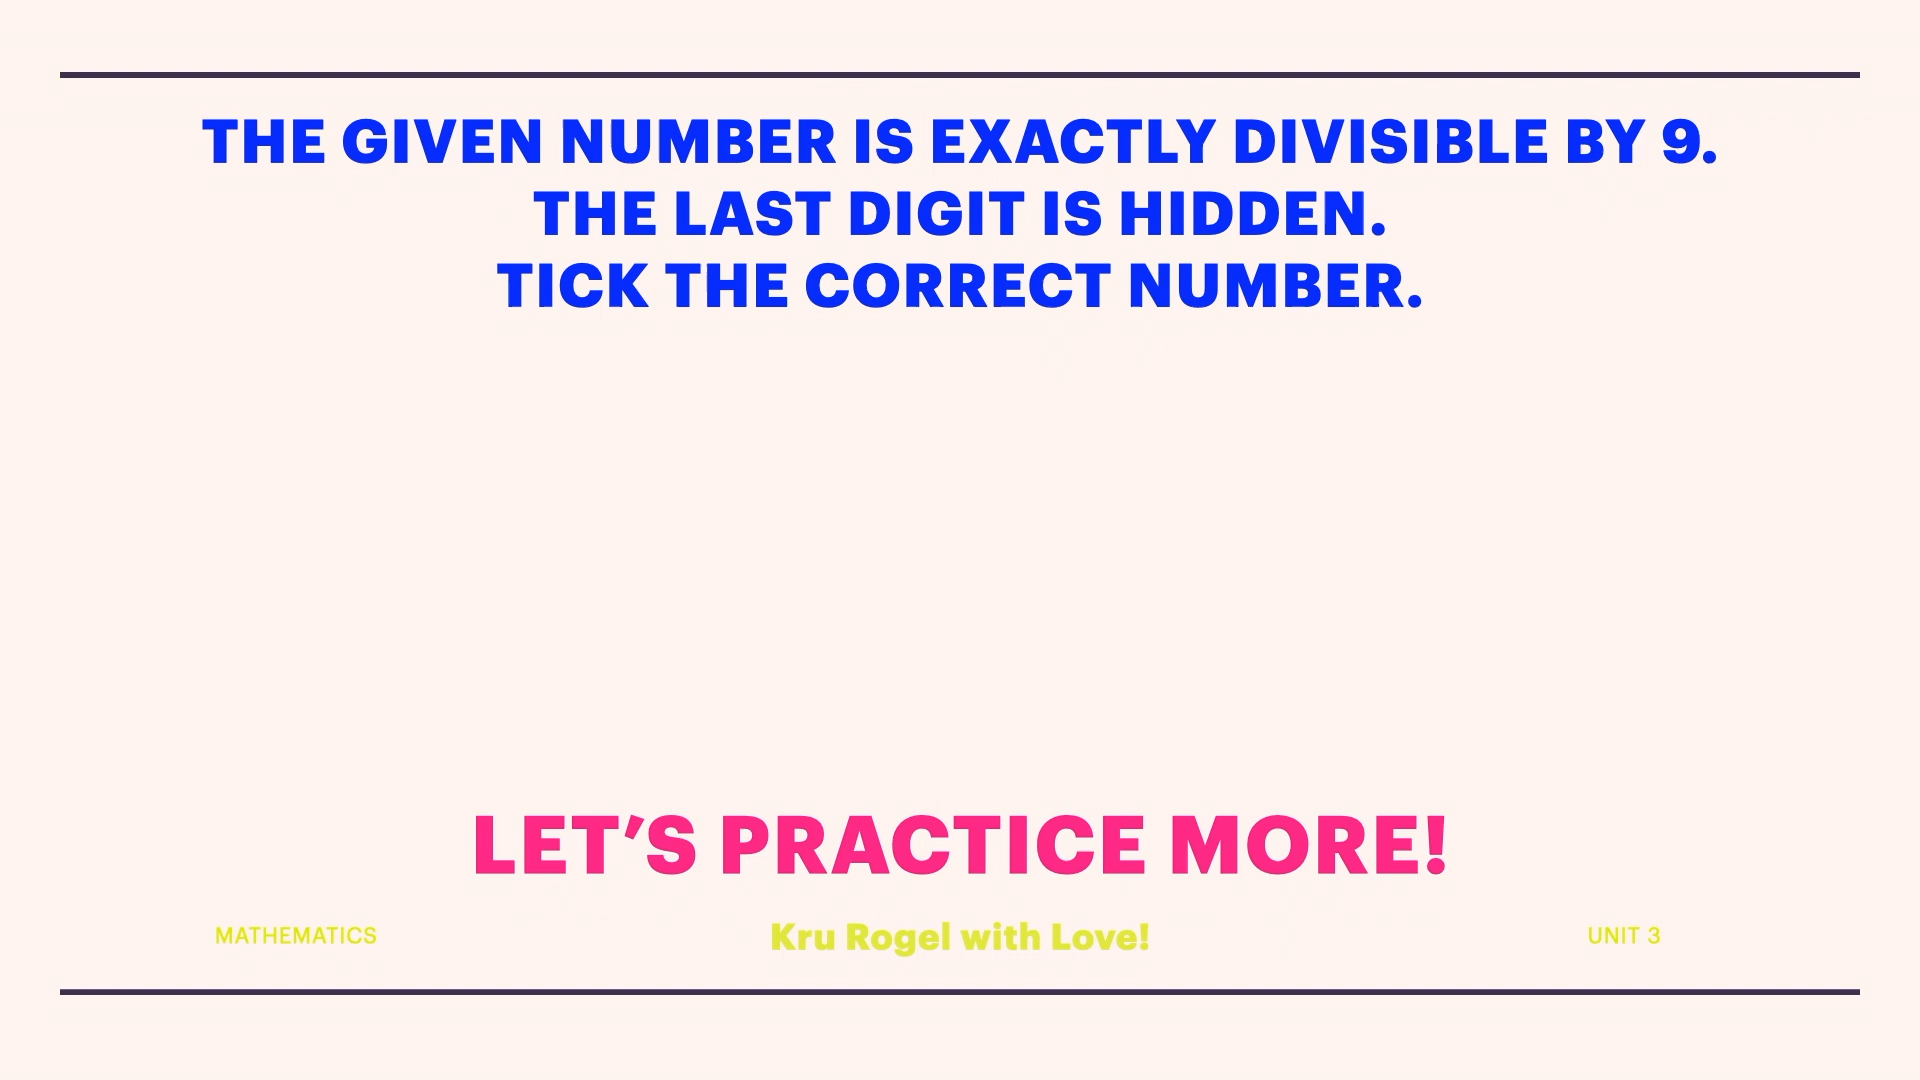 THE GIVEN NUMBER IS EXACTLY DIVISIBLE BY 9.
THE LAST DIGIT IS HIDDEN.
TICK THE CORRECT NUMBER.
LET'S PRACTICE MORE!
MATHEMATICS
Kru Rogel with Love!
UNIT 3